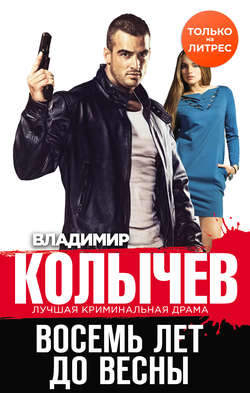 ТОЛЬКО на
ЛИТРЕС
ВЛАДИМИР
КОЛЫЧЕВ
ЛУЧШАЯ КРИМИНАЛЬНАЯ ДРАМА
ВОСЕМЬ ЛЕТ
ДО ВЕСНЫ